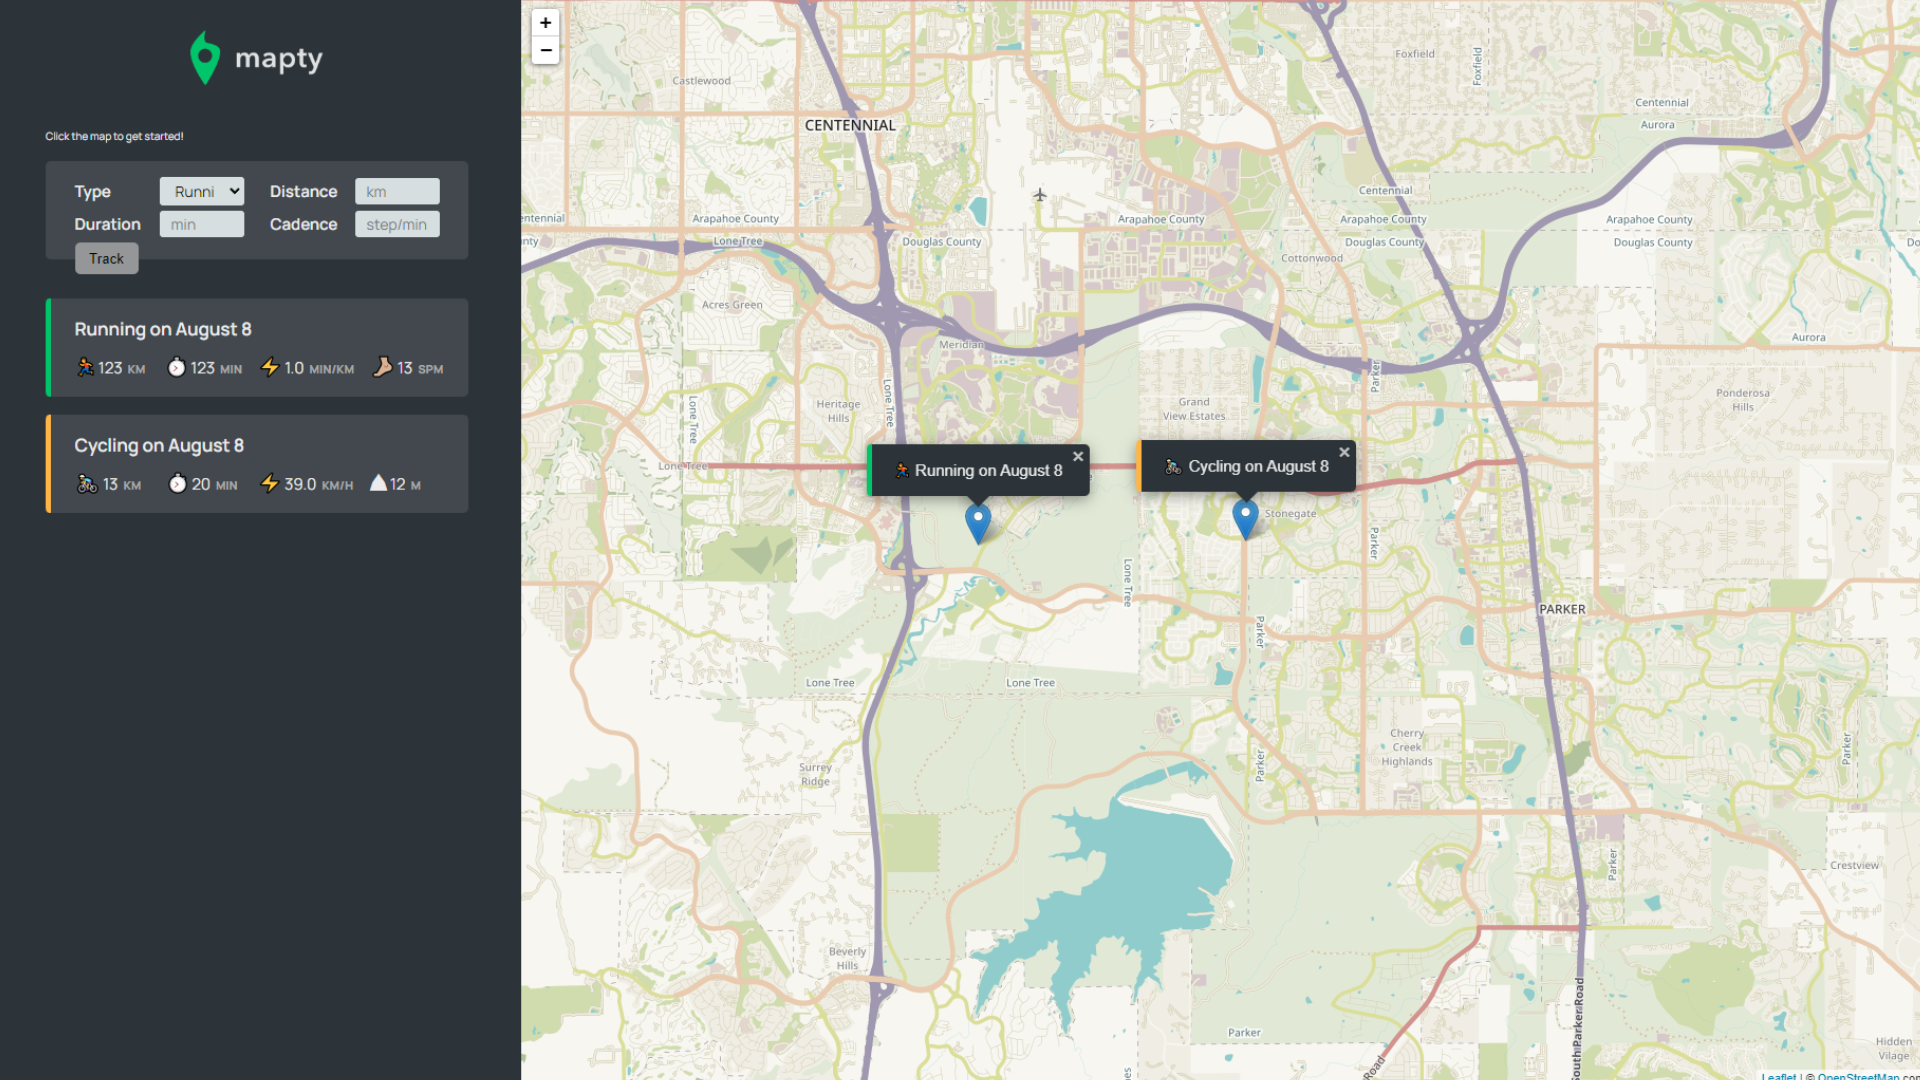 mapty
Click the map to get started!
Type Runni Distance km
Duration min Cadence step/min
Track
Running on August 8
123 KM 123 MIN 1.0 MIN/KM 13 SPM
Cycling on August 8
13 KM 20 MIN 39.0 KM/H 12 M
+
−
Foxfield
Foxfield
Castlewood
Centennial
Aurora
CENTENNIAL
Centennial
entennial
Arapahoe County
Arapahoe County
Arapahoe County
Arapahoe County
nty
Lone Tree
Douglas County
Douglas County
Douglas County
Do
Cottonwood
Acres Green
Meridian
Aurora
Parker
Lone Tree
Lone Tree
Heritage
Hills
Grand
View Estates
Ponderosa
Hills
Lone Tree
Running on August 8 ×
Cycling on August 8 ×
Stonegate
Parker
Lone Tree
PARKER
Parker
Lone Tree
Lone Tree
Cherry
Creek
Highlands
Parker
Parker
Surrey
Ridge
Parker
Crestview
Beverly
Hills
South Parker Road
Parker
Road
Hidden
Village
Leaflet | © OpenStreetMap con